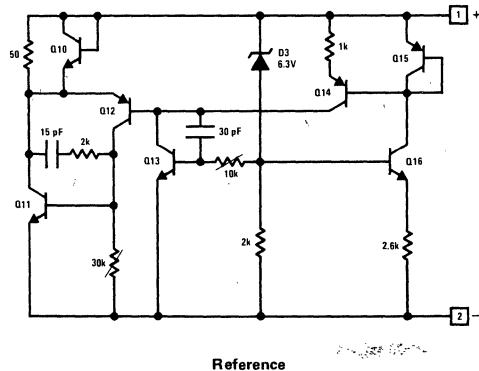 1 +
50
Q10
D3
6.3V
1k
Q15
Q14
Q12
15 pF
2k
30 pF
Q13
10k
Q16
Q11
30k
2k
2.6k
2 −
Reference